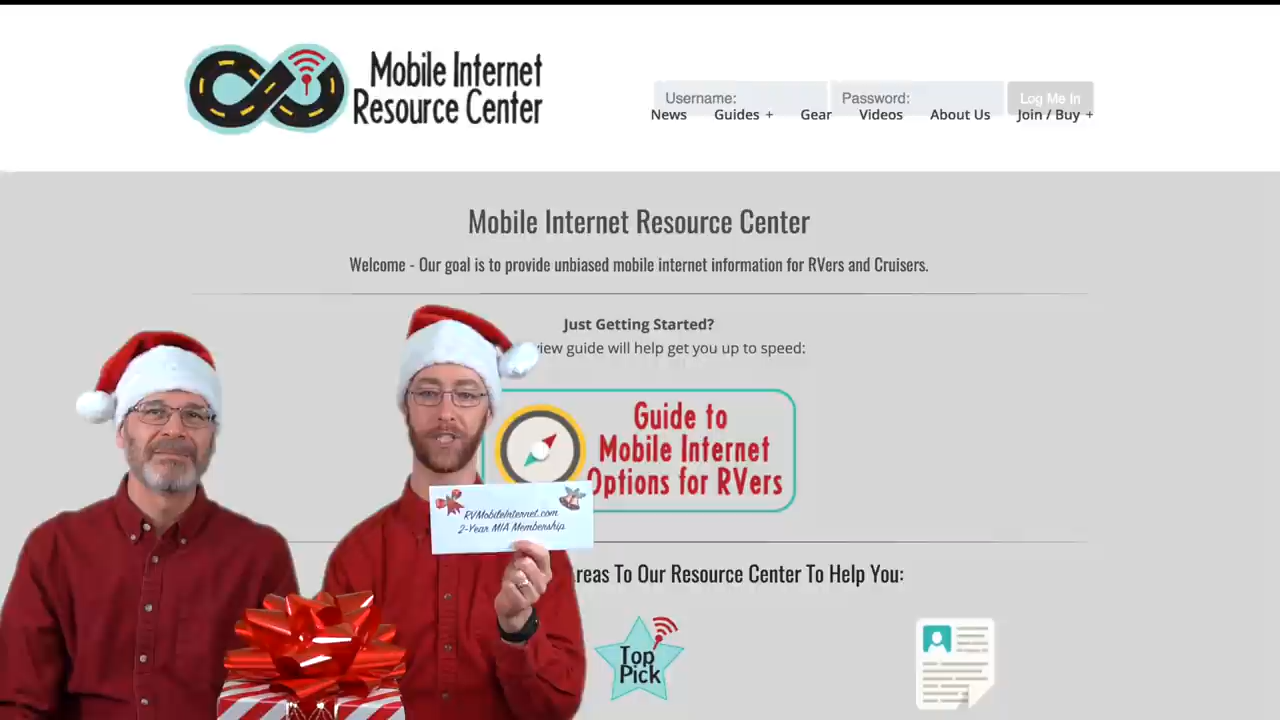 Mobile Internet
Resource Center
Username:
Password:
Log Me In
News
Guides +
Gear
Videos
About Us
Join / Buy +
Mobile Internet Resource Center
Welcome - Our goal is to provide unbiased mobile internet information for RVers and Cruisers.
Just Getting Started?
view guide will help get you up to speed:
Guide to
Mobile Internet
Options for RVers
RVMobileInternet.com
2-Year MIA Membership
reas To Our Resource Center To Help You:
Top
Pick